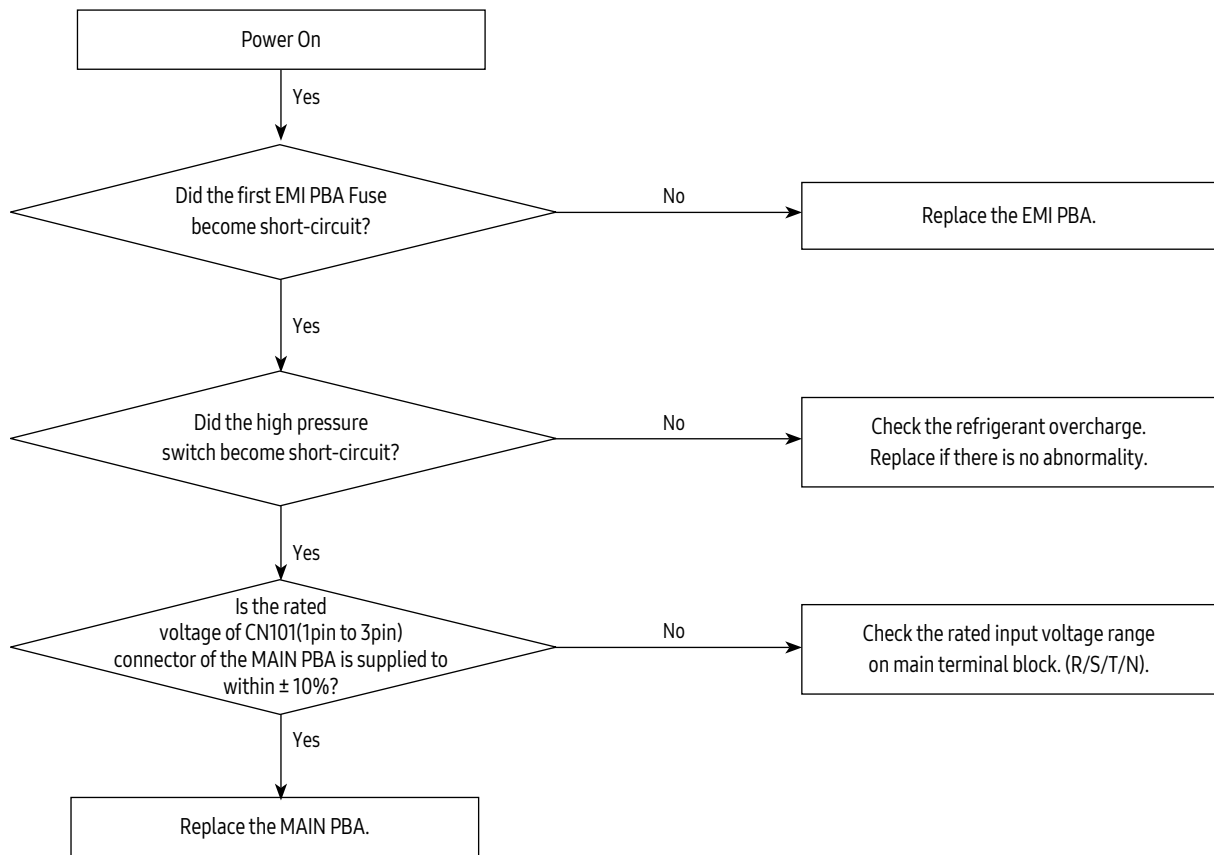 Power On
Yes
Did the first EMI PBA Fuse
become short-circuit?
No
Replace the EMI PBA.
Yes
Did the high pressure
switch become short-circuit?
No
Check the refrigerant overcharge.
Replace if there is no abnormality.
Yes
Is the rated
voltage of CN101(1pin to 3pin)
connector of the MAIN PBA is supplied to
within ± 10%?
No
Check the rated input voltage range
on main terminal block. (R/S/T/N).
Yes
Replace the MAIN PBA.